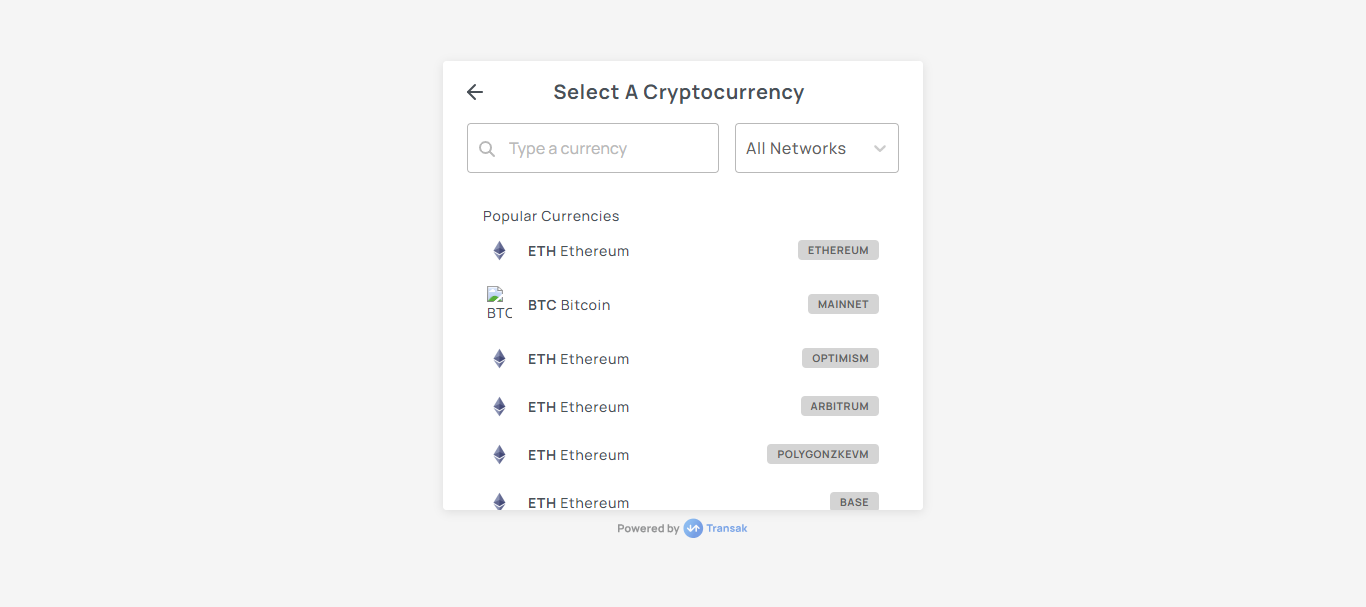 Select A Cryptocurrency
Type a currency
All Networks
Popular Currencies
ETH Ethereum ETHEREUM
BTC
BTC Bitcoin MAINNET
ETH Ethereum OPTIMISM
ETH Ethereum ARBITRUM
ETH Ethereum POLYGONZKEVM
ETH Ethereum BASE
Powered by Transak